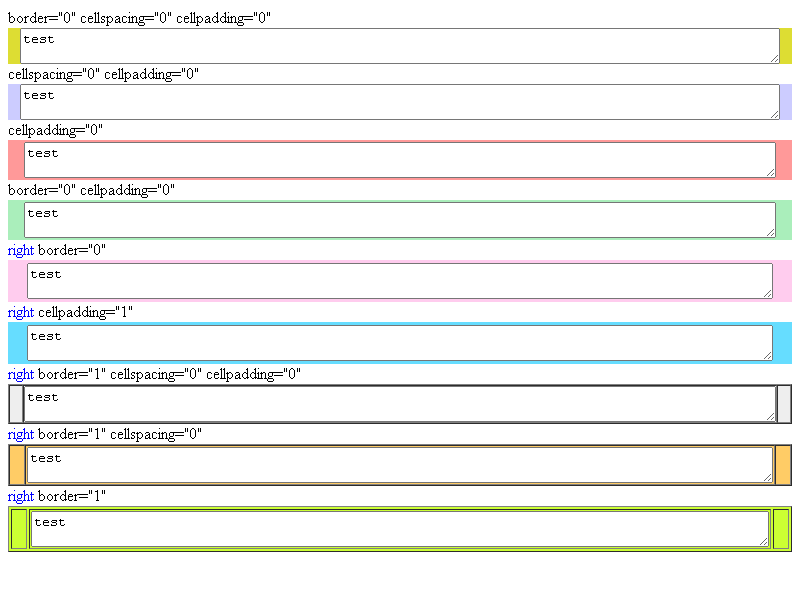 border="0" cellspacing="0" cellpadding="0"
test
cellspacing="0" cellpadding="0"
test
cellpadding="0"
test
border="0" cellpadding="0"
test
right border="0"
test
right cellpadding="1"
test
right border="1" cellspacing="0" cellpadding="0"
test
right border="1" cellspacing="0"
test
right border="1"
test